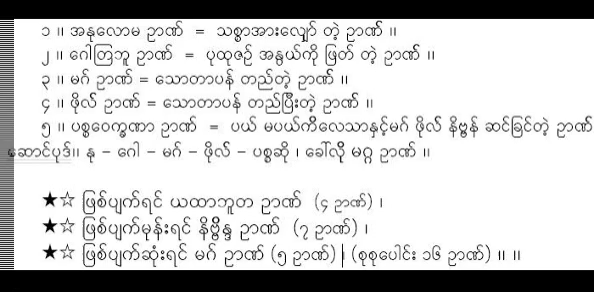 ၁ ။ အနုလောမ ဉာဏ် = သစ္စာအားလျော် တဲ့ ဉာဏ် ။
၂ ။ ဂေါတြဘူ ဉာဏ် = ပုထုဇဉ် အနွယ်ကို ဖြတ် တဲ့ ဉာဏ် ။
၃ ။ မဂ် ဉာဏ် = သောတာပန် တည်တဲ့ ဉာဏ် ။
၄ ။ ဖိုလ် ဉာဏ် = သောတာပန် တည်ပြီးတဲ့ ဉာဏ် ။
၅ ။ ပစ္စဝေက္ခဏာ ဉာဏ် = ပယ် မပယ်ကိလေသာနှင့်မဂ် ဖိုလ် နိဗ္ဗန် ဆင်ခြင်တဲ့ ဉာဏ်
ဆောင်ပုဒ်။ နု – ဂေါ – မဂ် – ဖိုလ် – ပစ္စဆို ၊ ခေါ်လို မဂ္ဂ ဉာဏ် ။
★☆ ဖြစ်ပျက်ရင် ယထာဘူတ ဉာဏ် (၄ ဉာဏ်) ၊
★☆ ဖြစ်ပျက်မုန်းရင် နိဗ္ဗိန္ဒ ဉာဏ် (၇ ဉာဏ်) ၊
★☆ ဖြစ်ပျက်ဆုံးရင် မဂ် ဉာဏ် (၅ ဉာဏ်) | (စုစုပေါင်း ၁၆ ဉာဏ်) ။ ။